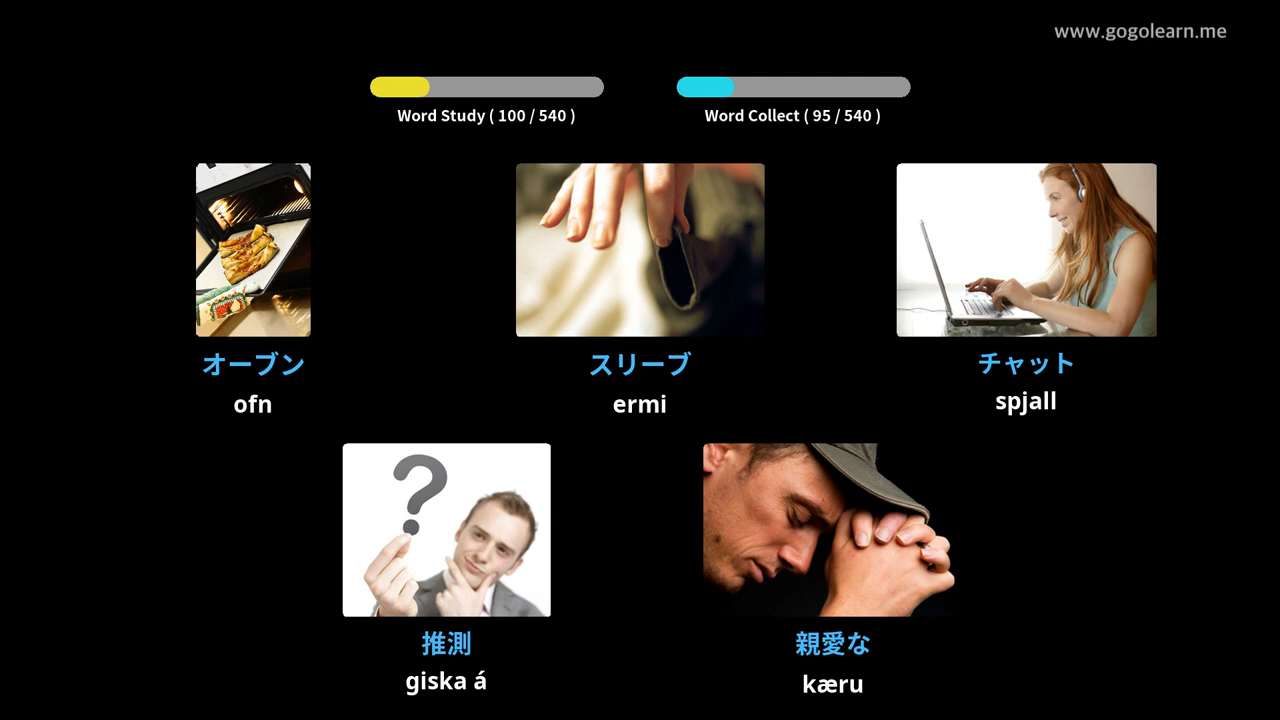 www.gogolearn.me
Word Study ( 100 / 540 )
Word Collect ( 95 / 540 )
オーブン
ofn
スリーブ
ermi
チャット
spjall
推測
giska á
親愛な
kæru